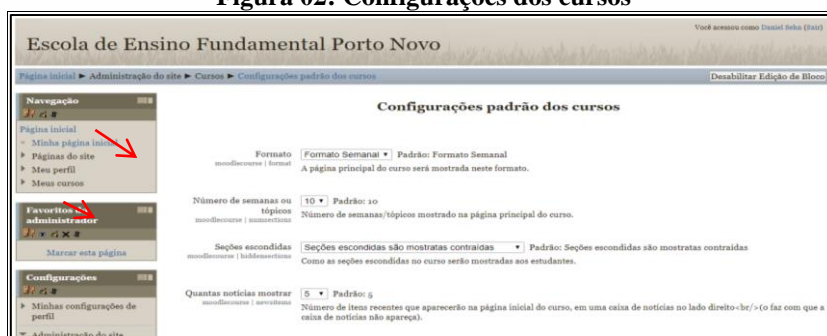 Figura 02: Configurações dos cursos
Você acessou como Daniel Sehn (Sair)
Escola de Ensino Fundamental Porto Novo
Página inicial ► Administração do site ► Cursos ► Configurações padrão dos cursos
Desabilitar Edição de Bloco
Navegação
Página inicial
Minha página inicial
Páginas do site
Meu perfil
Meus cursos
Favoritos
administrador
Marcar esta página
Configurações
Minhas configurações de
perfil
Administração do site
Configurações padrão dos cursos
Formato
moodlecourse | format
Formato Semanal Padrão: Formato Semanal
A página principal do curso será mostrada neste formato.
Número de semanas ou
tópicos
moodlecourse | numsections
10 Padrão: 10
Número de semanas/tópicos mostrado na página principal do curso.
Seções escondidas
moodlecourse | hiddensections
Seções escondidas são mostratas contraídas Padrão: Seções escondidas são mostratas contraídas
Como as seções escondidas no curso serão mostradas aos estudantes.
Quantas notícias mostrar
moodlecourse | newsitems
5 Padrão: 5
Número de itens recentes que aparecerão na página inicial do curso, em uma caixa de notícias no lado direito<br/>(0 faz com que a
caixa de notícias não apareça).